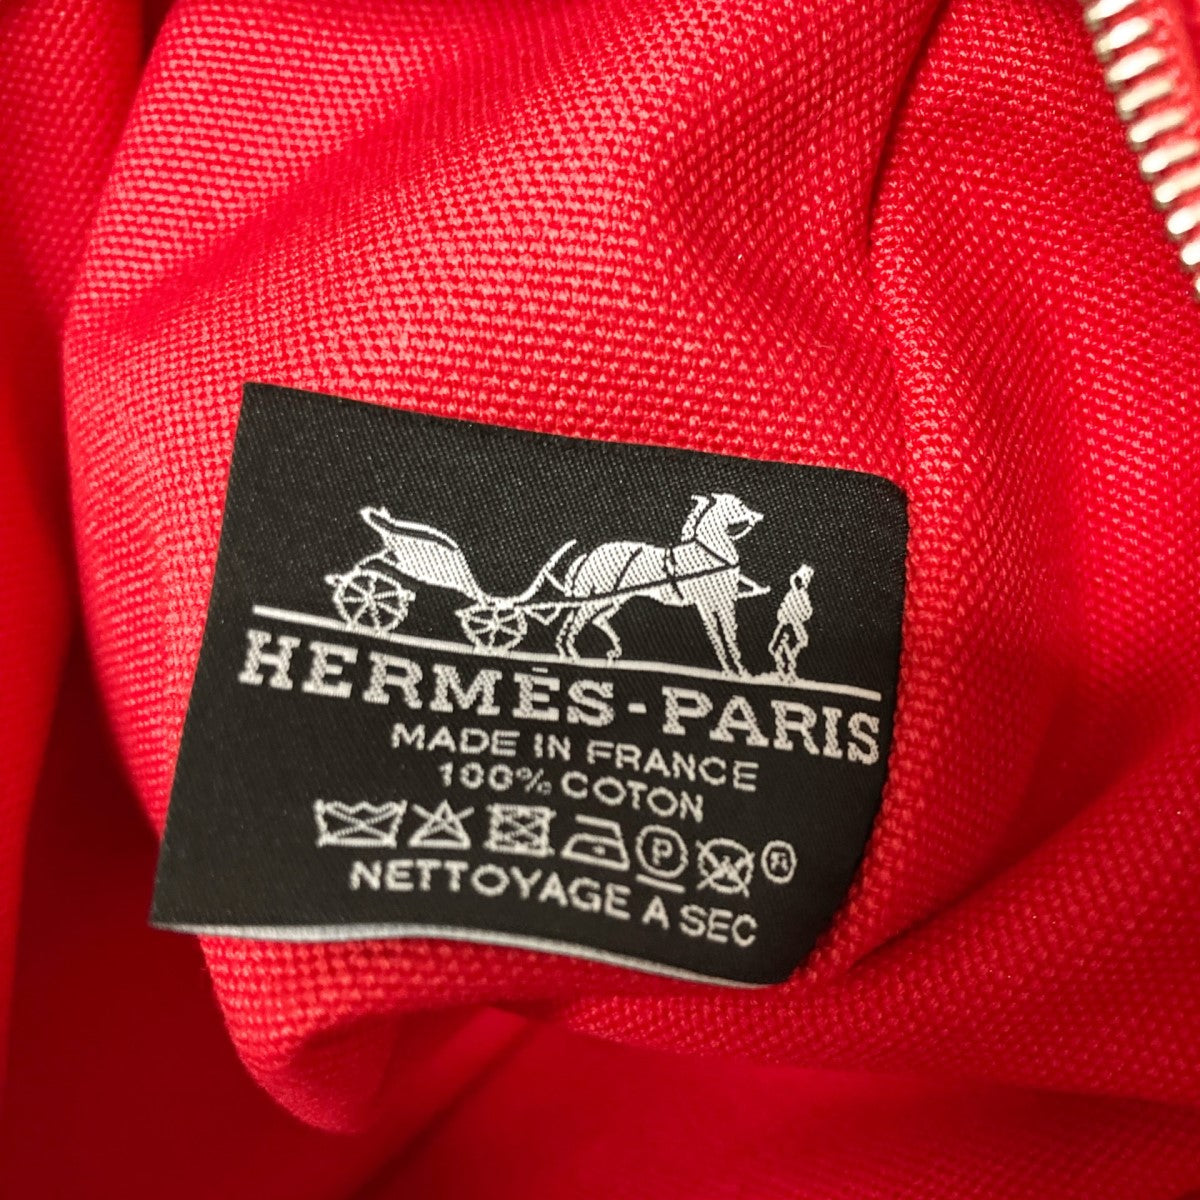 HERMÈS-PARIS
MADE IN FRANCE
100% COTON
P W R
NETTOYAGE A SEC